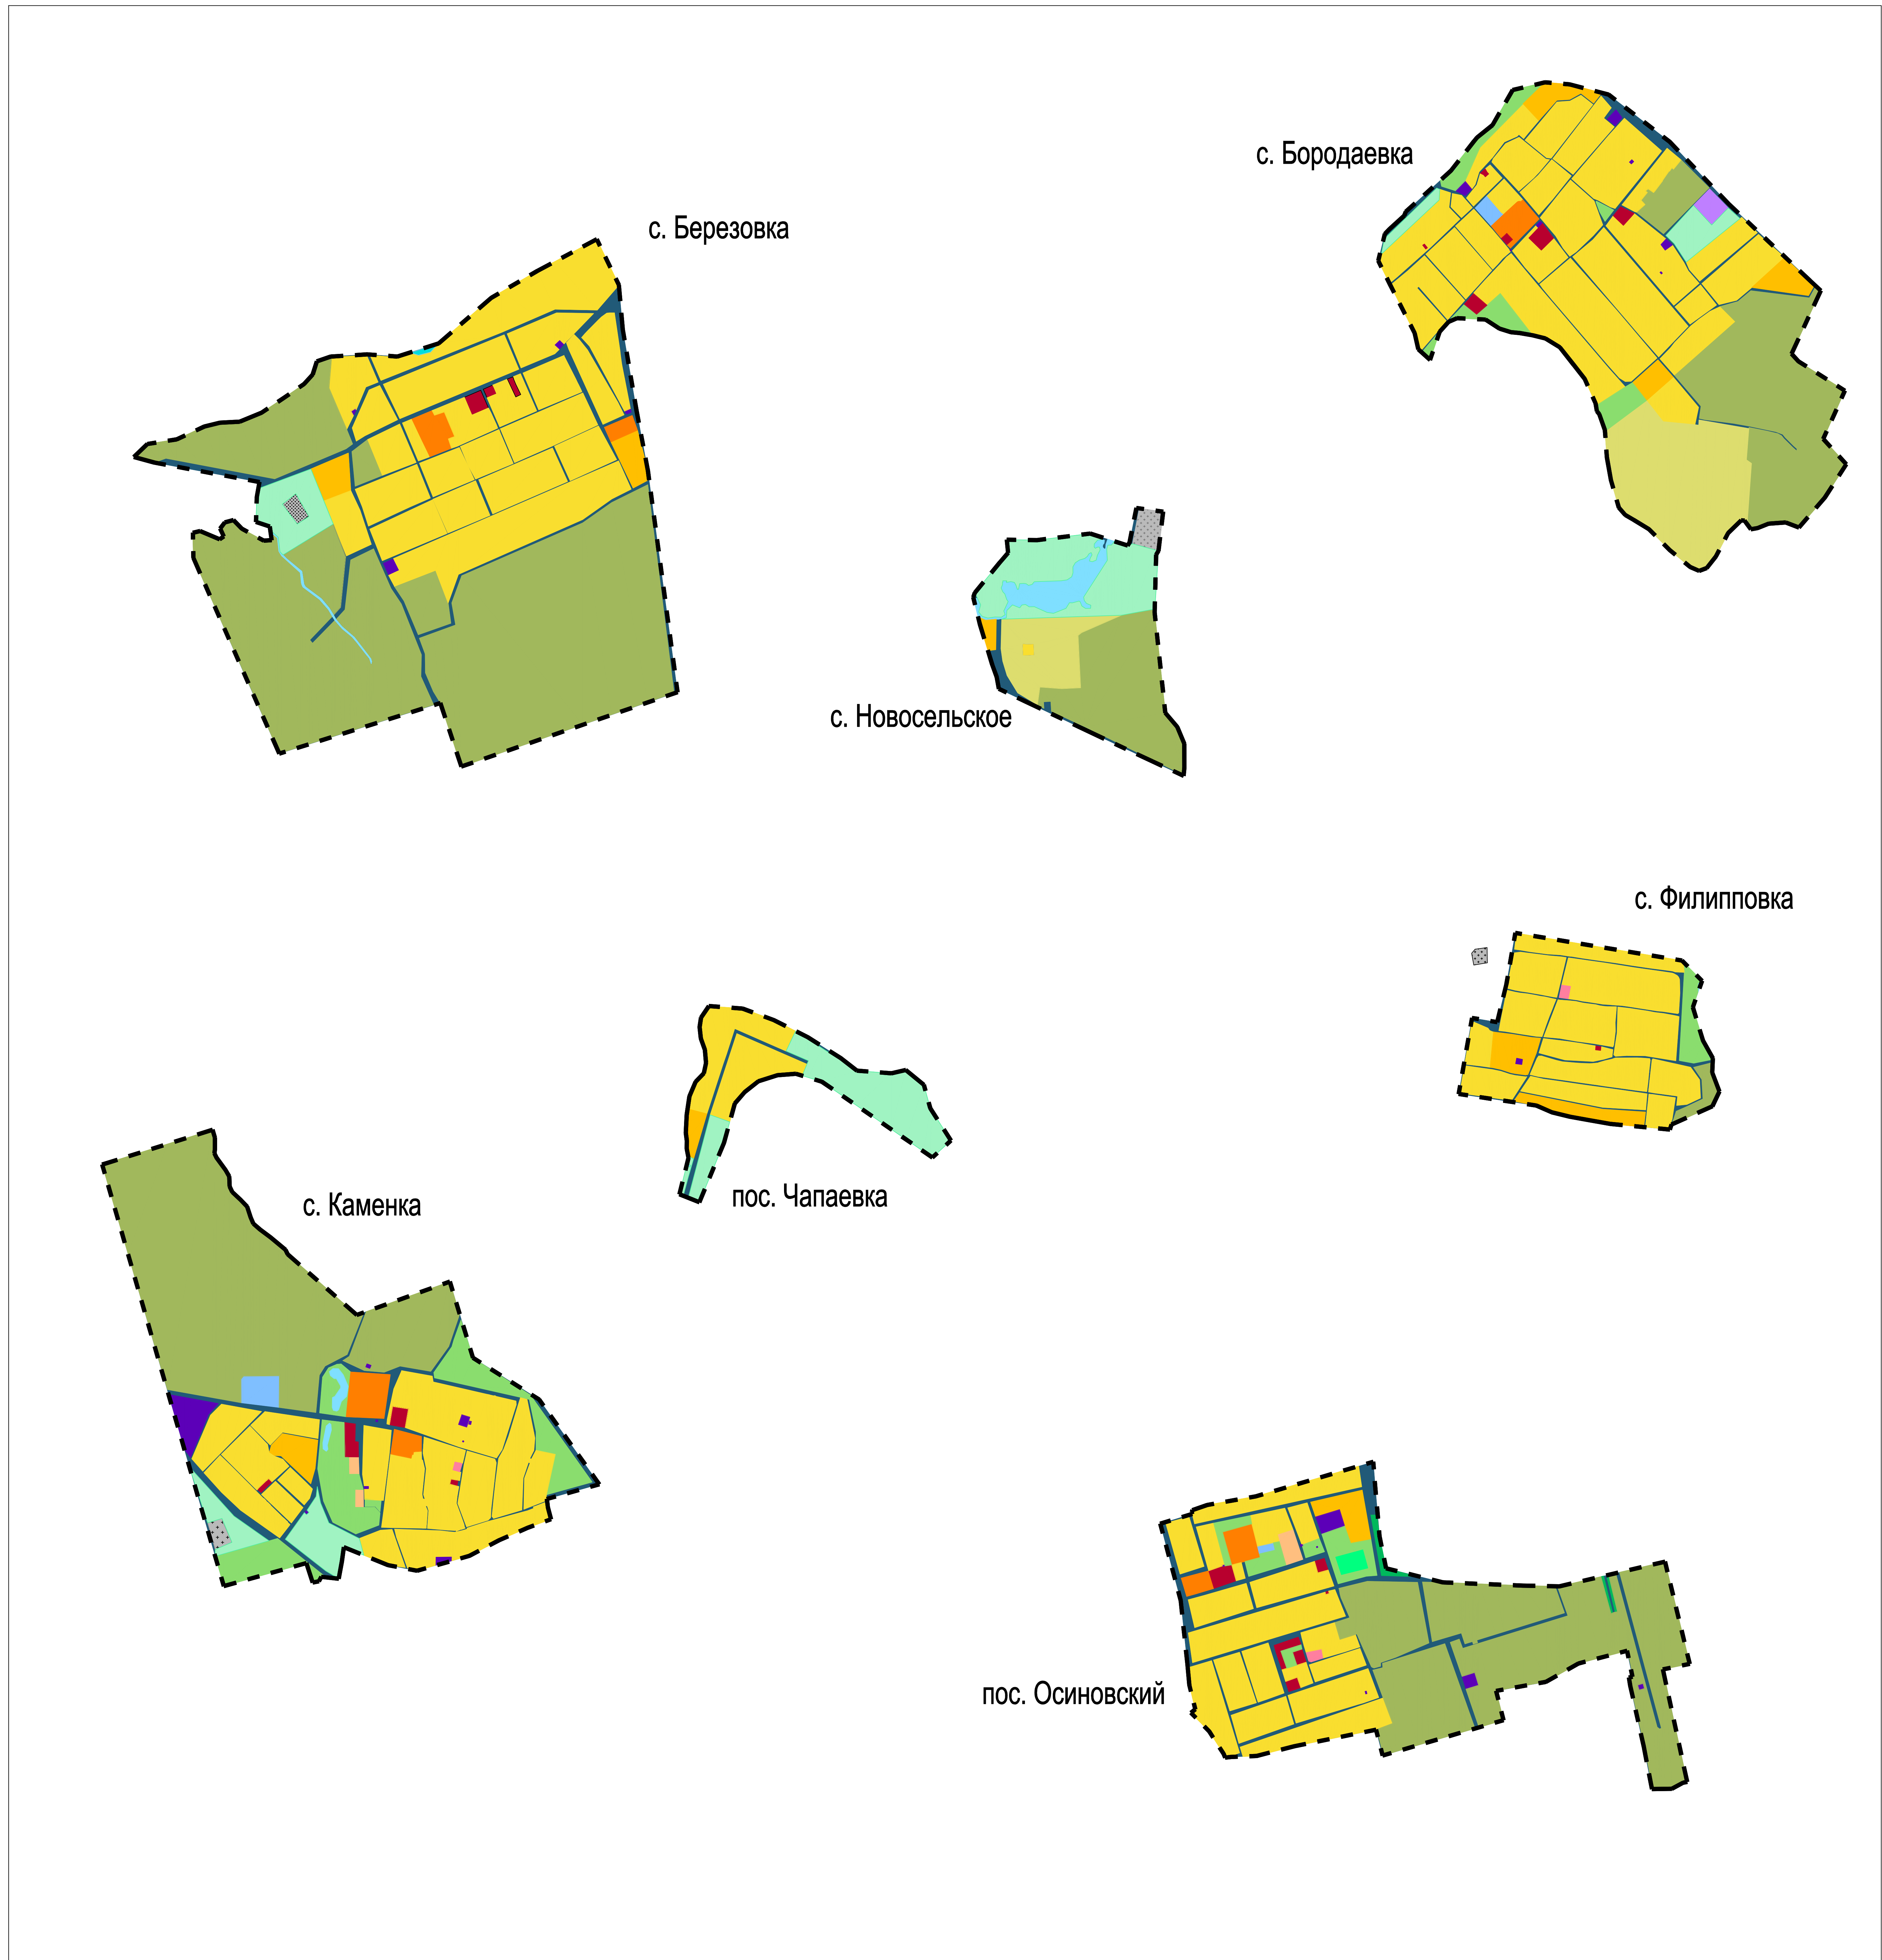 с. Бородаевка
с. Березовка
с. Новосельское
с. Филипповка
пос. Чапаевка
с. Каменка
пос. Осиновский